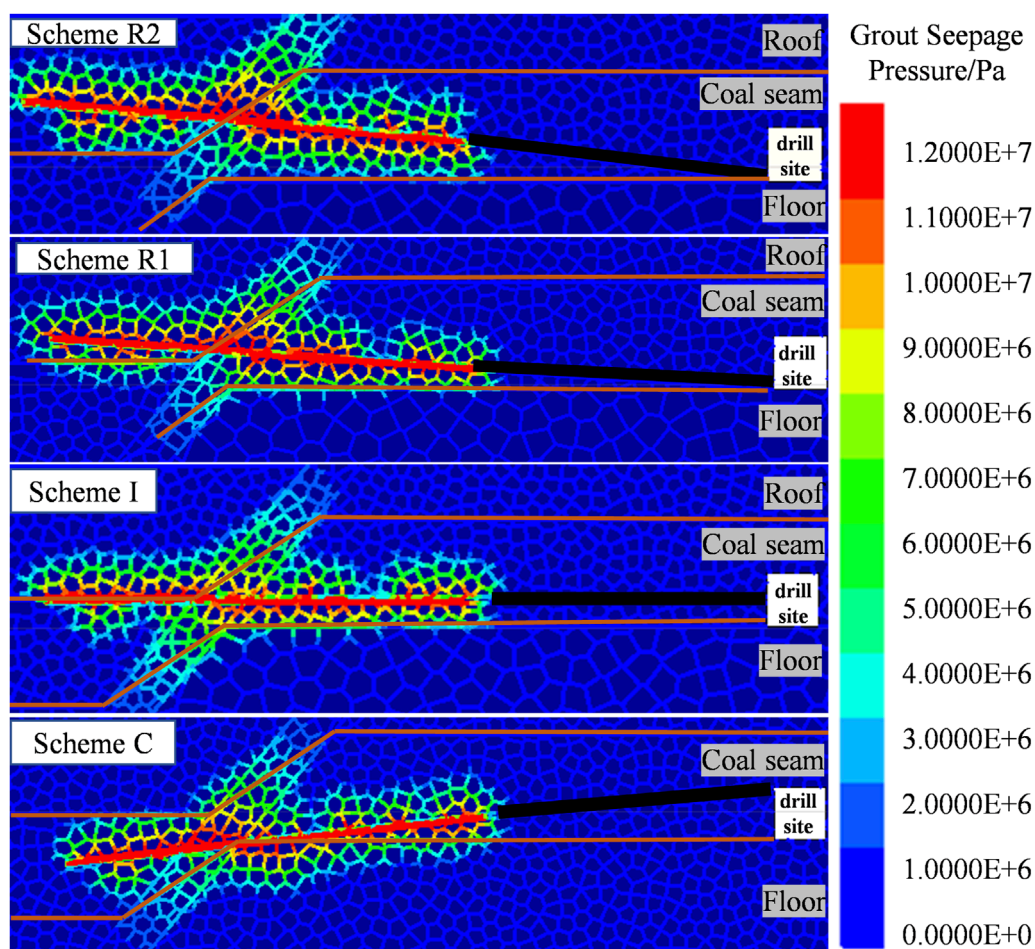 Scheme R2
Roof
Coal seam
drill
site
Floor
Scheme R1
Roof
Coal seam
drill
site
Floor
Scheme I
Roof
Coal seam
drill
site
Floor
Scheme C
Coal seam
drill
site
Floor
Grout Seepage
Pressure/Pa
1.2000E+7
1.1000E+7
1.0000E+7
9.0000E+6
8.0000E+6
7.0000E+6
6.0000E+6
5.0000E+6
4.0000E+6
3.0000E+6
2.0000E+6
1.0000E+6
0.0000E+0